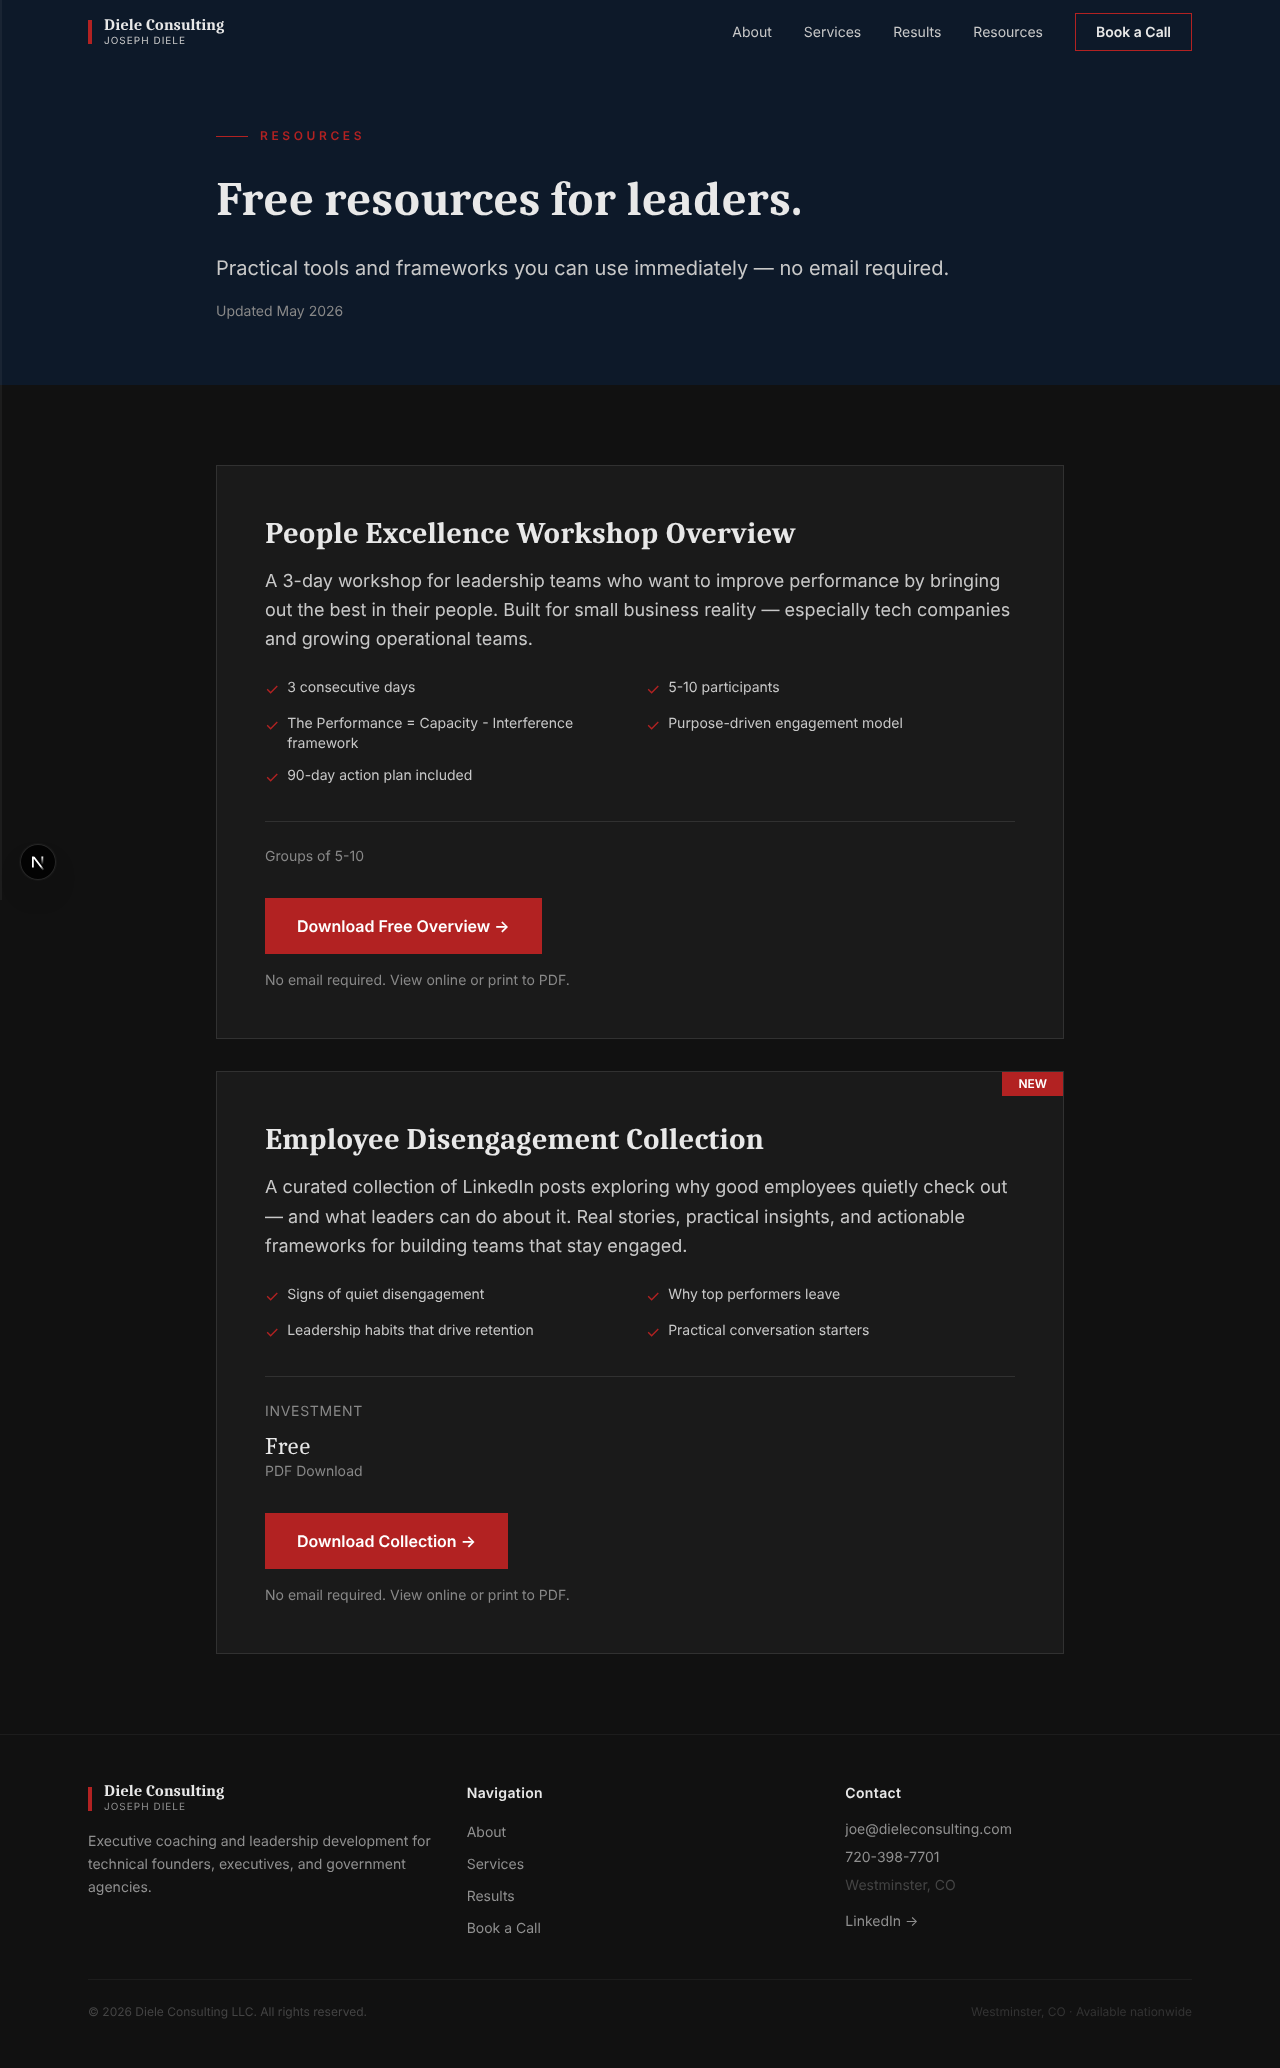 Diele Consulting
JOSEPH DIELE
About
Services
Results
Resources
Book a Call
RESOURCES
Free resources for leaders.
Practical tools and frameworks you can use immediately — no email required.
Updated May 2026
People Excellence Workshop Overview
A 3-day workshop for leadership teams who want to improve performance by bringing
out the best in their people. Built for small business reality — especially tech companies
and growing operational teams.
3 consecutive days
5-10 participants
The Performance = Capacity - Interference
framework
Purpose-driven engagement model
90-day action plan included
Groups of 5-10
Download Free Overview →
No email required. View online or print to PDF.
NEW
Employee Disengagement Collection
A curated collection of LinkedIn posts exploring why good employees quietly check out
— and what leaders can do about it. Real stories, practical insights, and actionable
frameworks for building teams that stay engaged.
Signs of quiet disengagement
Why top performers leave
Leadership habits that drive retention
Practical conversation starters
INVESTMENT
Free
PDF Download
Download Collection →
No email required. View online or print to PDF.
N
Diele Consulting
JOSEPH DIELE
Executive coaching and leadership development for
technical founders, executives, and government
agencies.
Navigation
About
Services
Results
Book a Call
Contact
joe@dieleconsulting.com
720-398-7701
Westminster, CO
LinkedIn →
© 2026 Diele Consulting LLC. All rights reserved.
Westminster, CO · Available nationwide